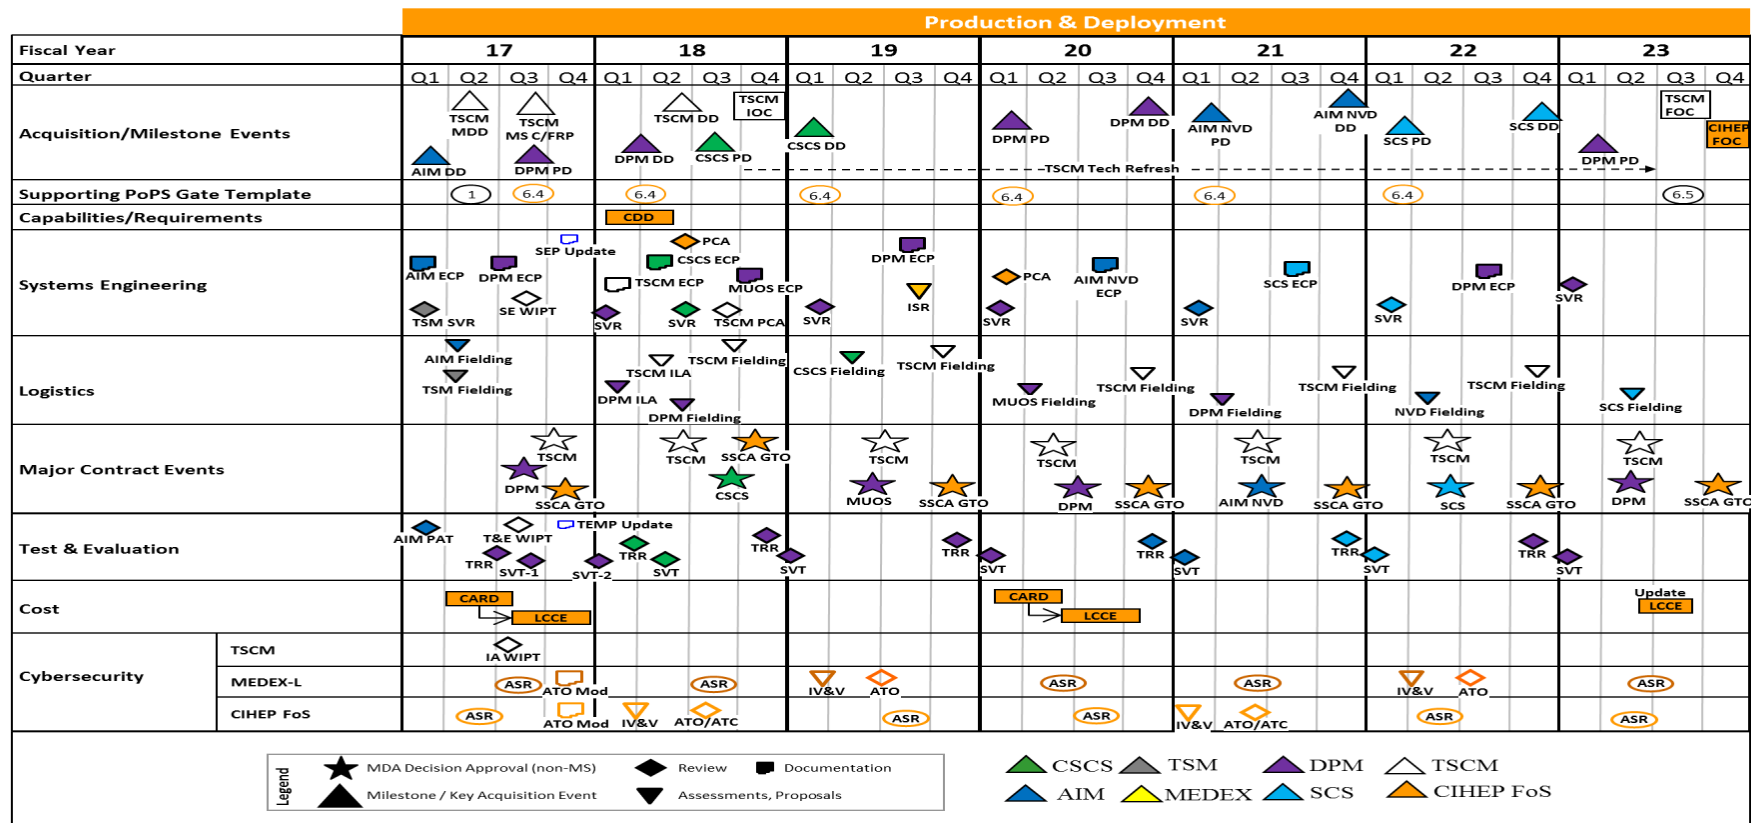 Production & Deployment
Fiscal Year 17 18 19 20 21 22 23
Quarter Q1 Q2 Q3 Q4 Q1 Q2 Q3 Q4 Q1 Q2 Q3 Q4 Q1 Q2 Q3 Q4 Q1 Q2 Q3 Q4 Q1 Q2 Q3 Q4 Q1 Q2 Q3 Q4
Acquisition/Milestone Events
TSCM
MDD
TSCM
MS C/FRP
AIM DD
DPM PD
TSCM DD
TSCM
IOC
DPM DD
CSCS PD
CSCS DD
DPM PD
DPM DD
AIM NVD
PD
AIM NVD
DD
SCS PD
SCS DD
DPM PD
TSCM
FOC
CIHEP
FOC
TSCM Tech Refresh
Supporting PoPS Gate Template
1 6.4 6.4 6.4 6.4 6.4 6.4 6.5
Capabilities/Requirements
CDD
Systems Engineering
SEP Update
AIM ECP
DPM ECP
SE WIPT
TSM SVR
PCA
CSCS ECP
TSCM ECP
MUOS ECP
SVR
SVR
TSCM PCA
DPM ECP
ISR
SVR
PCA
AIM NVD
ECP
SVR
SCS ECP
SVR
DPM ECP
SVR
SVR
Logistics
AIM Fielding
TSM Fielding
TSCM Fielding
TSCM ILA
DPM ILA
DPM Fielding
CSCS Fielding
TSCM Fielding
MUOS Fielding
TSCM Fielding
DPM Fielding
TSCM Fielding
NVD Fielding
TSCM Fielding
SCS Fielding
Major Contract Events
TSCM
DPM
SSCA GTO
TSCM
SSCA GTO
CSCS
TSCM
MUOS
SSCA GTO
TSCM
DPM
SSCA GTO
TSCM
AIM NVD
SSCA GTO
TSCM
SCS
SSCA GTO
TSCM
DPM
SSCA GTO
Test & Evaluation
AIM PAT
T&E WIPT
TEMP Update
TRR
SVT-1
SVT-2
TRR
SVT
TRR
SVT
TRR
SVT
TRR
SVT
TRR
SVT
TRR
SVT
Cost
CARD
LCCE
CARD
LCCE
Update
LCCE
Cybersecurity
TSCM
IA WIPT
MEDEX-L
ASR
ATO Mod
ASR
IV&V
ATO
ASR
ASR
IV&V
ATO
ASR
CIHEP FoS
ASR
ATO Mod
IV&V
ATO/ATC
ASR
ASR
IV&V
ATO/ATC
ASR
ASR
Legend
MDA Decision Approval (non-MS)
Review
Documentation
Milestone / Key Acquisition Event
Assessments, Proposals
CSCS TSM DPM TSCM
AIM MEDEX SCS CIHEP FoS